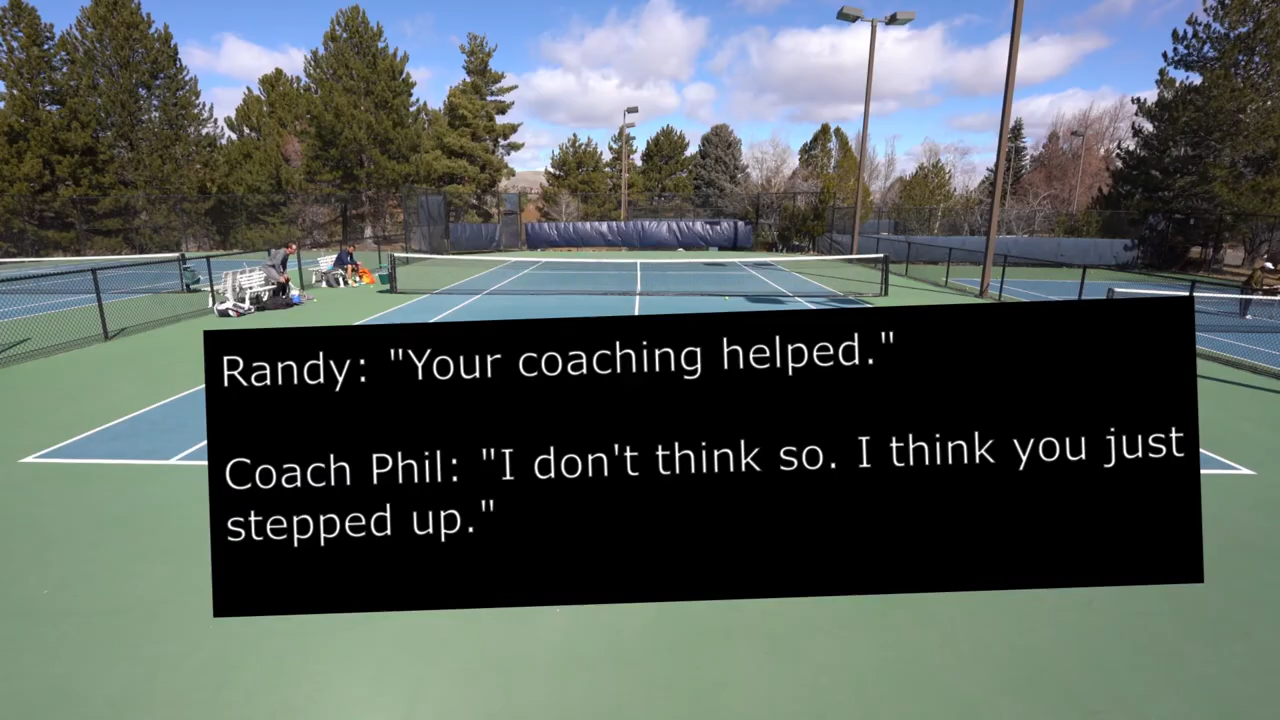 Randy: "Your coaching helped."
Coach Phil: "I don't think so. I think you just
stepped up."